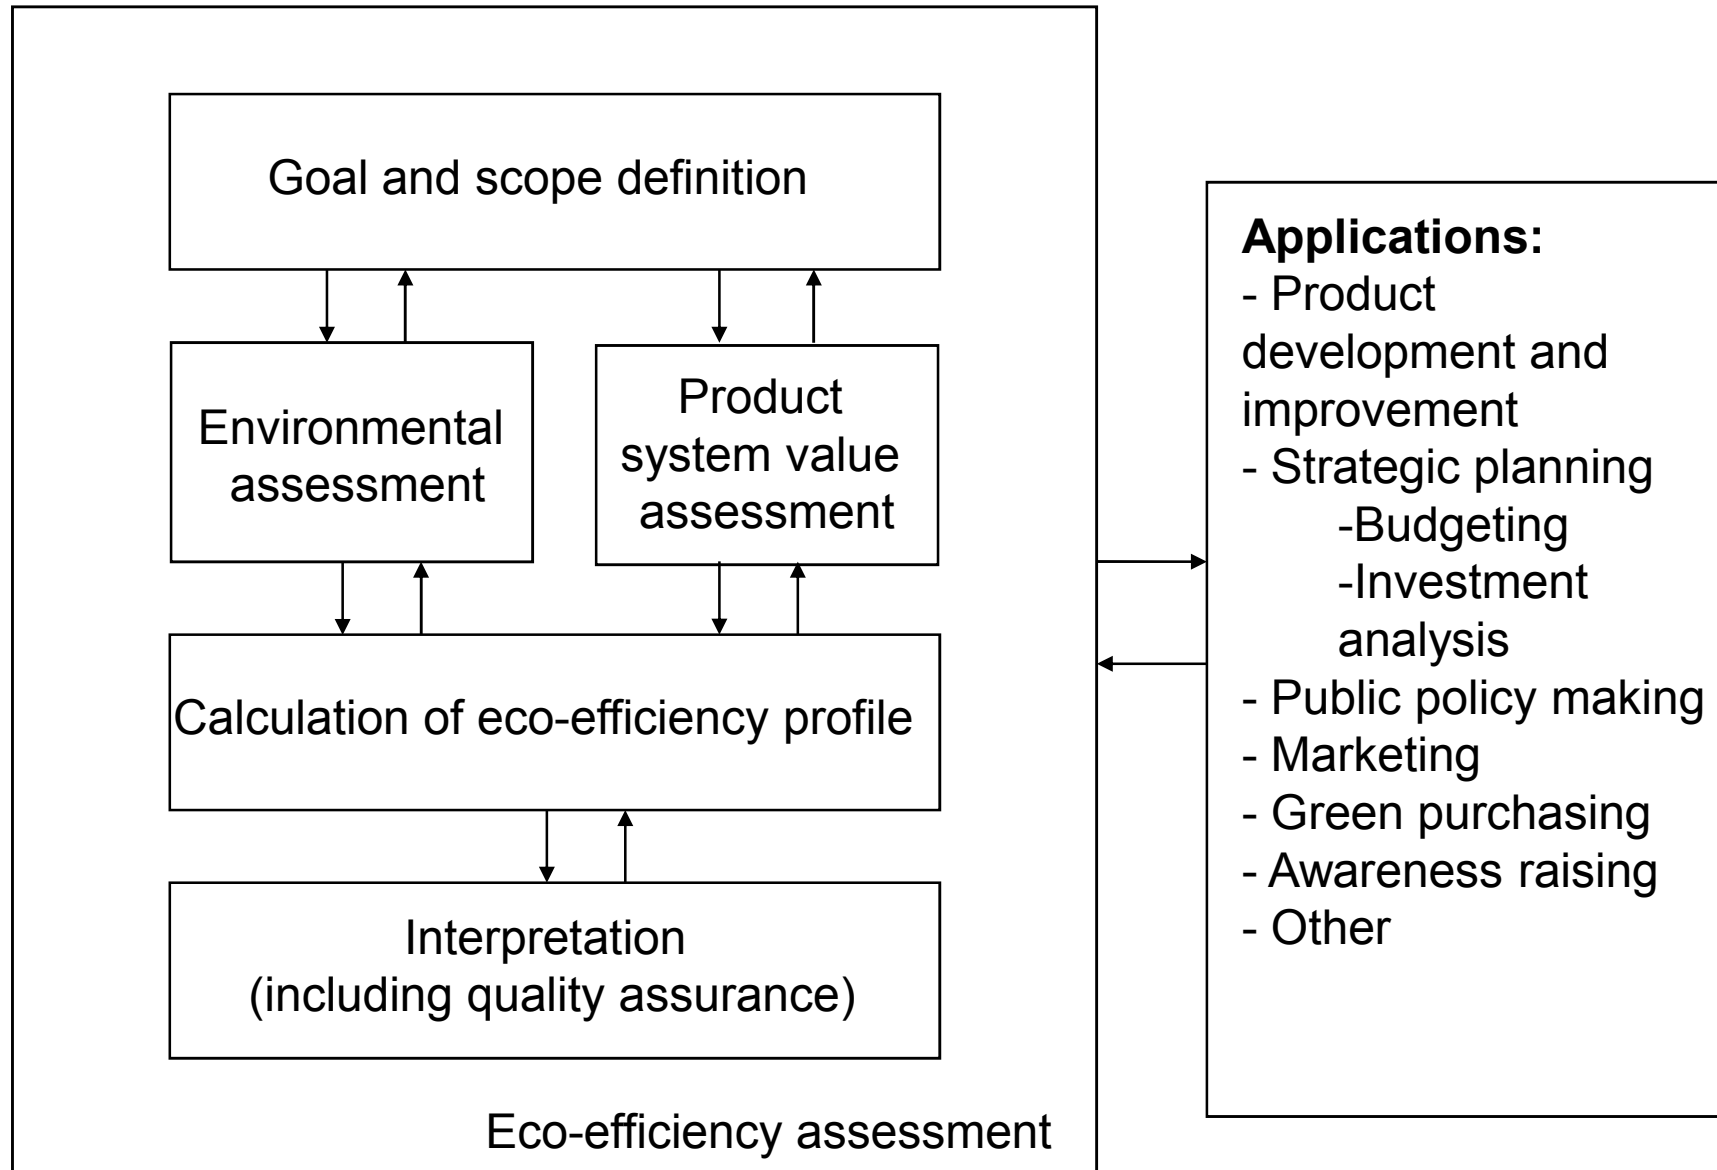 Goal and scope definition
Environmental
assessment
Product
system value
assessment
Calculation of eco-efficiency profile
Interpretation
(including quality assurance)
Eco-efficiency assessment
Applications:
- Product
development and
improvement
- Strategic planning
-Budgeting
-Investment
analysis
- Public policy making
- Marketing
- Green purchasing
- Awareness raising
- Other